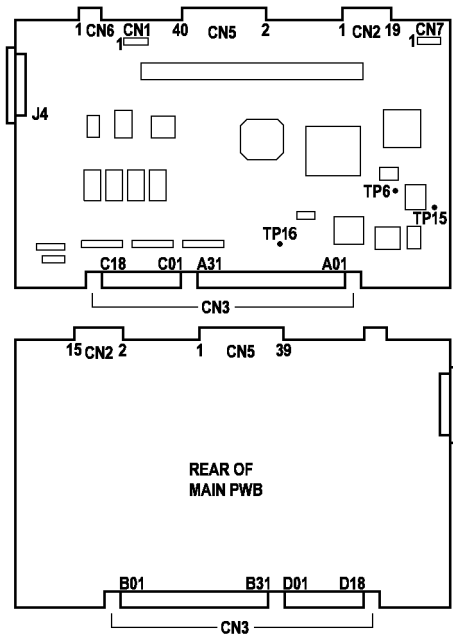 1 CN6 CN1 40 CN5 2 1 CN2 19 CN7
1 1
J4
TP6
TP15
TP16
C18 C01 A31 A01
CN3
15 CN2 2 1 CN5 39
REAR OF
MAIN PWB
B01 B31 D01 D18
CN3